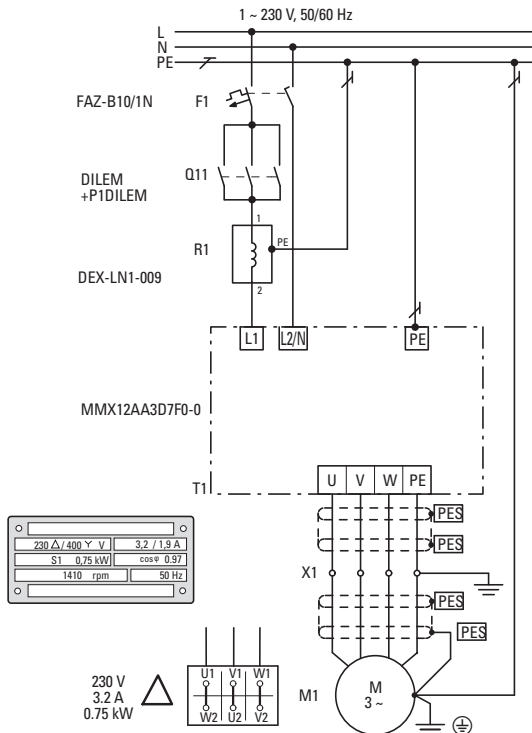 1 ~ 230 V, 50/60 Hz
L
N
PE
FAZ-B10/1N
F1
DILEM
+P1DILEM
Q11
1
R1
PE
DEX-LN1-009
2
L1
L2/N
PE
MMX12AA3D7F0-0
T1
U V W PE
PES
PES
230 △ / 400 Y V 3,2 / 1,9 A
S1 0,75 kW cosφ 0.97
1410 rpm 50 Hz
X1
PES
PES
230 V
3.2 A
0.75 kW
U1 V1 W1
W2 U2 V2
M1
M
3 ~